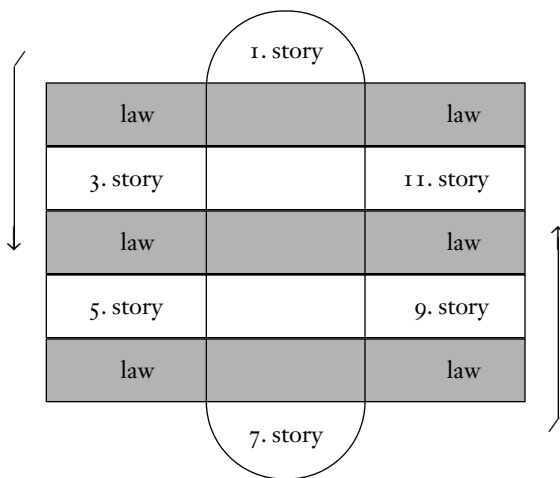 1. story
law law
3. story 11. story
law law
5. story 9. story
law law
7. story